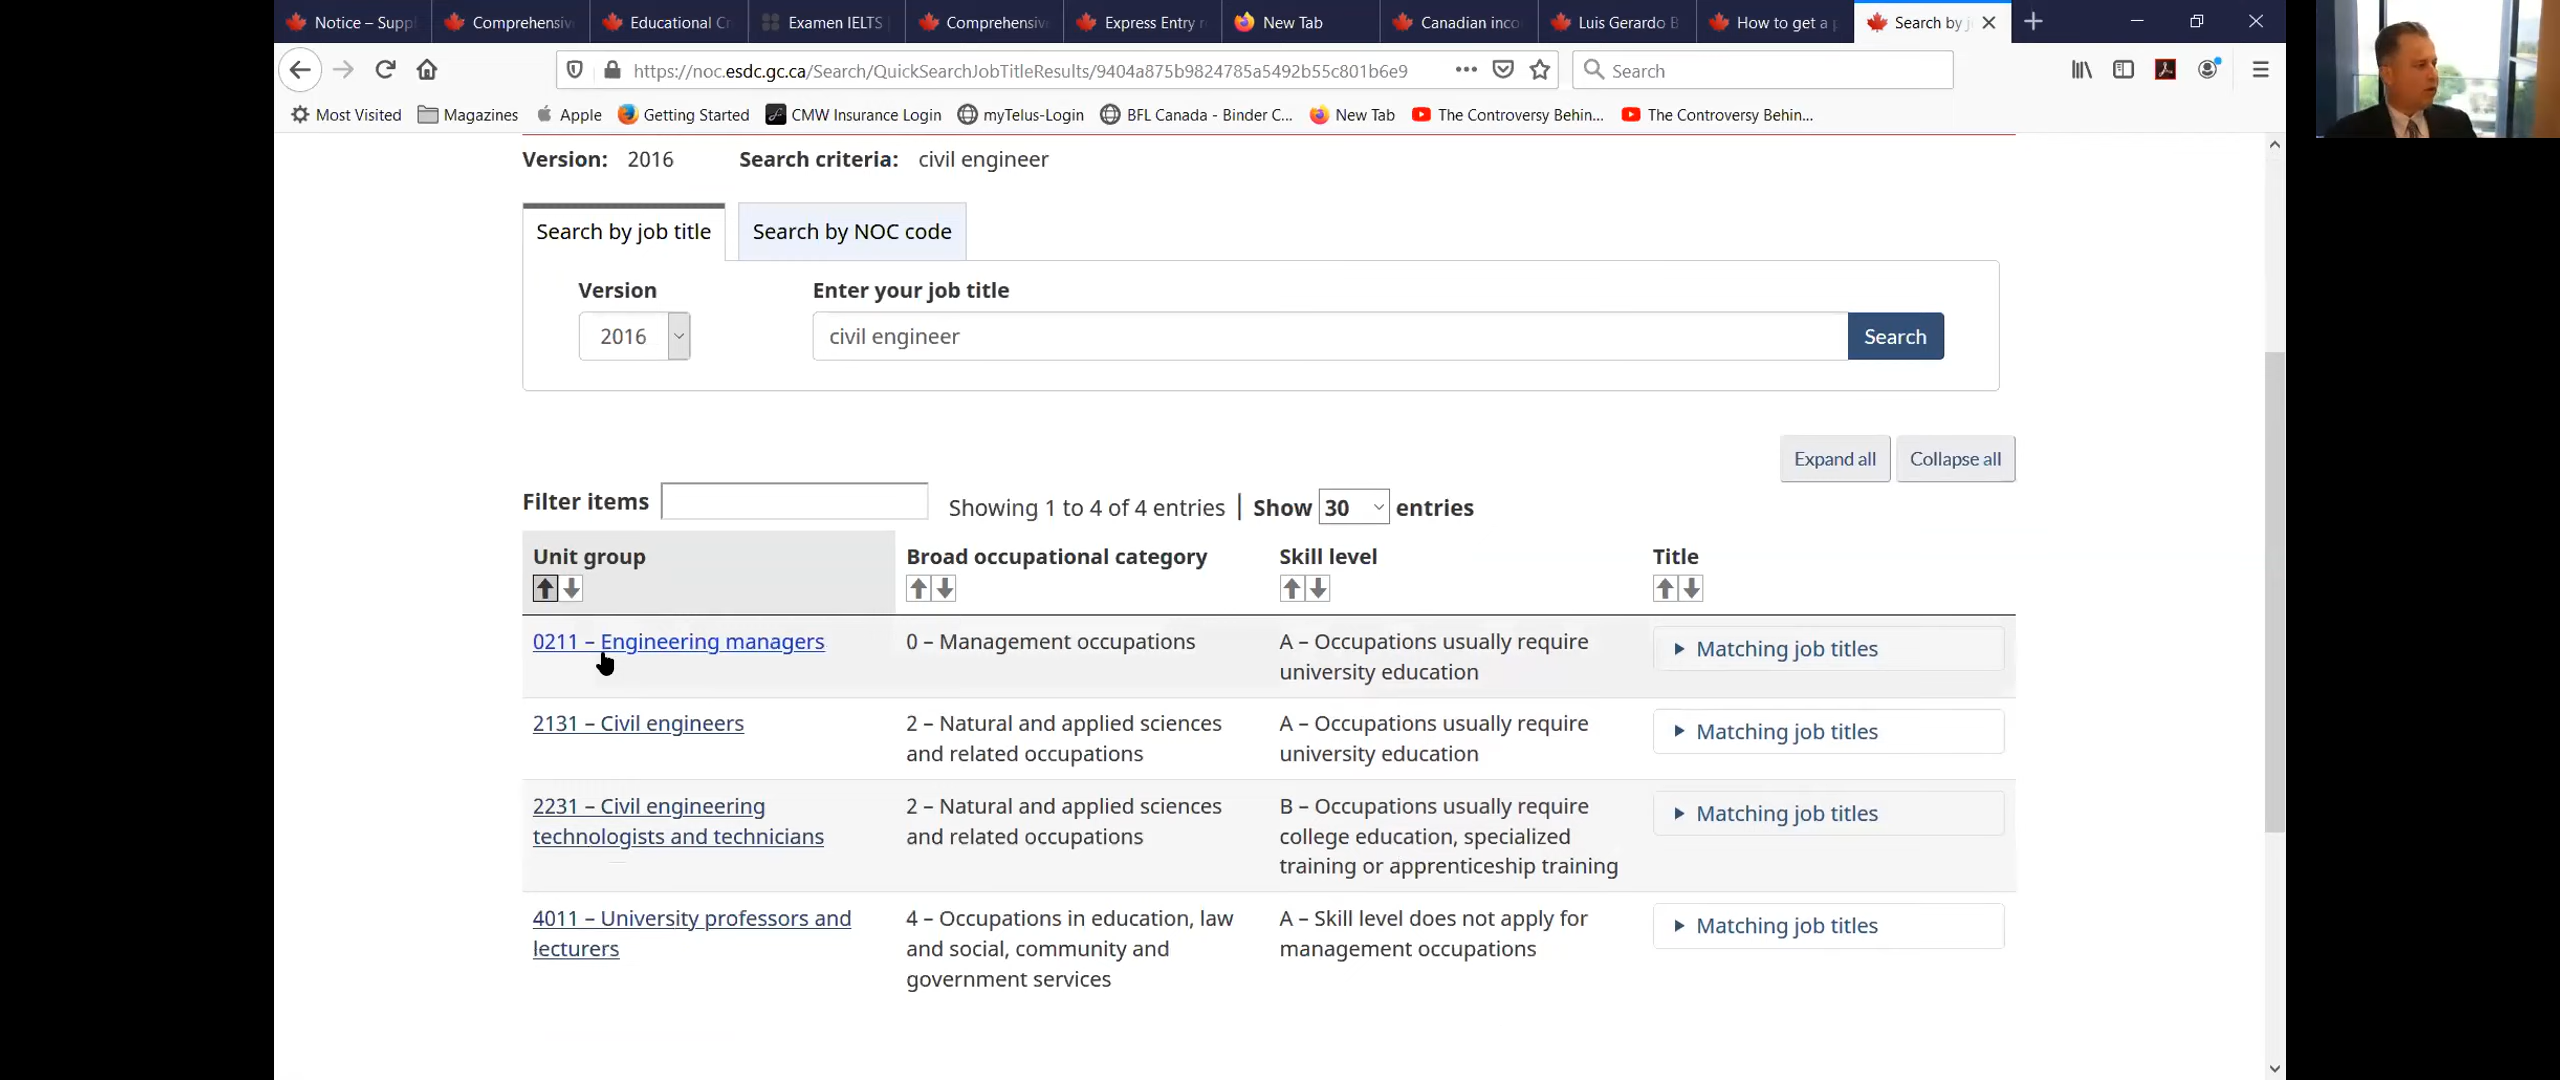 Notice – Supp
Comprehensive
Educational Cr
Examen IELTS
Comprehensive
Express Entry r
New Tab
Canadian inco
Luis Gerardo B
How to get a p
Search by j
https://noc.esdc.gc.ca/Search/QuickSearchJobTitleResults/9404a875b9824785a5492b55c801b6e9
Search
Most Visited
Magazines
Apple
Getting Started
CMW Insurance Login
myTelus-Login
BFL Canada - Binder C...
New Tab
The Controversy Behin...
The Controversy Behin...
Version: 2016 Search criteria: civil engineer
Search by job title
Search by NOC code
Version
Enter your job title
2016
civil engineer
Search
Expand all
Collapse all
Filter items
Showing 1 to 4 of 4 entries | Show 30 entries
Unit group
Broad occupational category
Skill level
Title
0211 – Engineering managers
0 – Management occupations
A – Occupations usually require
university education
Matching job titles
2131 – Civil engineers
2 – Natural and applied sciences
and related occupations
A – Occupations usually require
university education
Matching job titles
2231 – Civil engineering
technologists and technicians
2 – Natural and applied sciences
and related occupations
B – Occupations usually require
college education, specialized
training or apprenticeship training
Matching job titles
4011 – University professors and
lecturers
4 – Occupations in education, law
and social, community and
government services
A – Skill level does not apply for
management occupations
Matching job titles